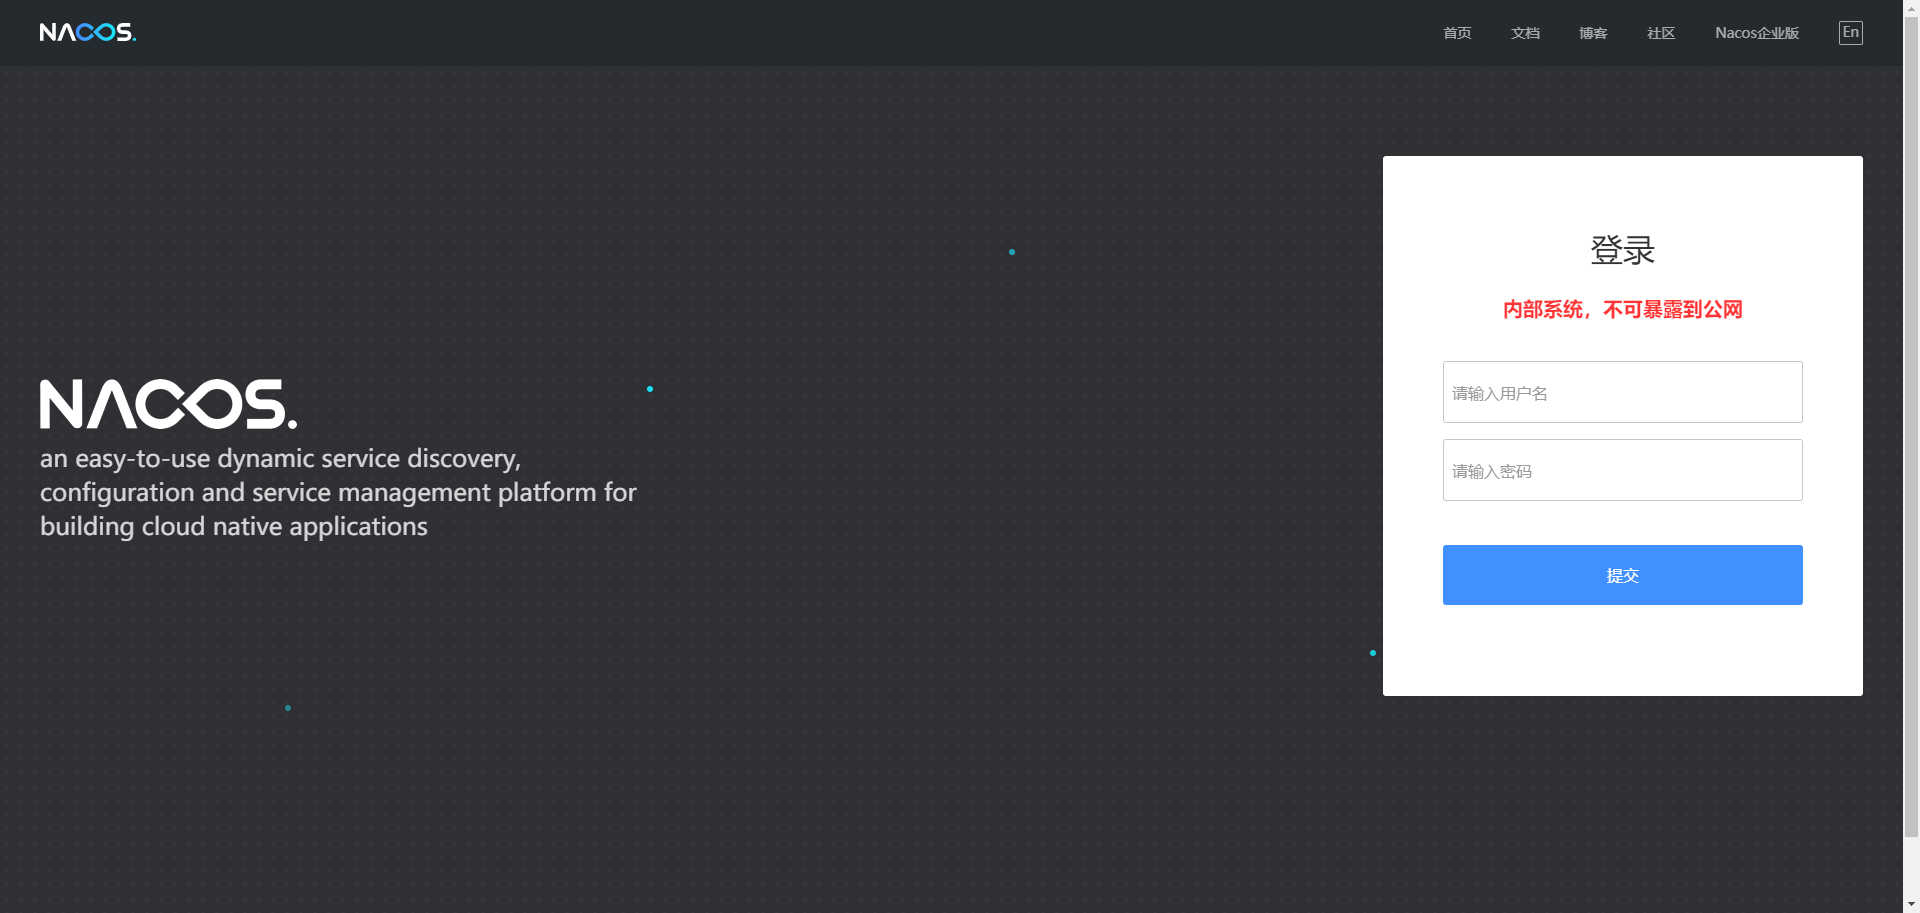 NACOS.
首页
文档
博客
社区
Nacos企业版
En
NACOS.
an easy-to-use dynamic service discovery,
configuration and service management platform for
building cloud native applications
登录
内部系统，不可暴露到公网
请输入用户名
请输入密码
提交